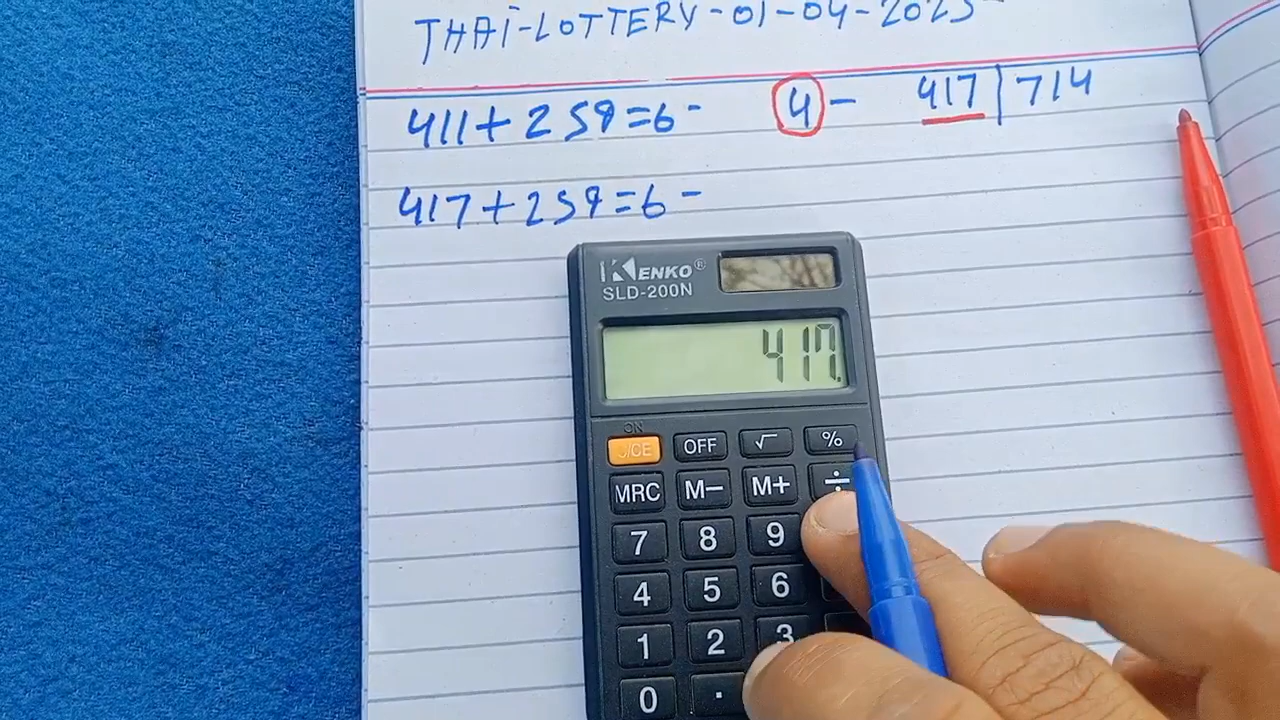 THAI-LOTTERY-01-04-2025
411+259=6- 4- 417|714
417+259=6-
KENKO®
SLD-200N
417.
ON
/CE OFF √ %
MRC M− M+ ÷
7 8 9
4 5 6
1 2 3
0 .